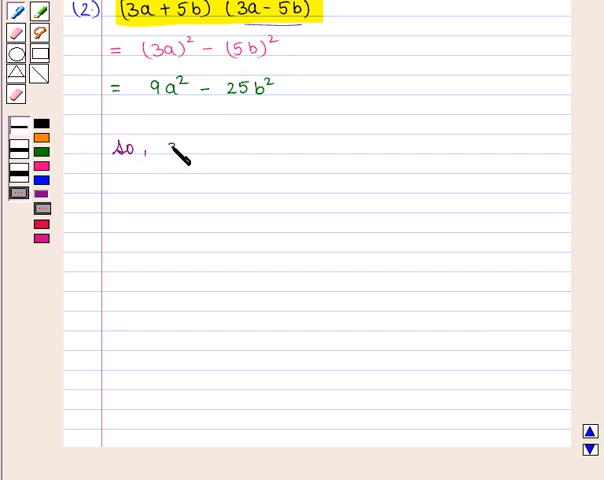 (2.) (3a + 5b) (3a - 5b)
= (3a)² - (5b)²
= 9a² - 25b²
So,